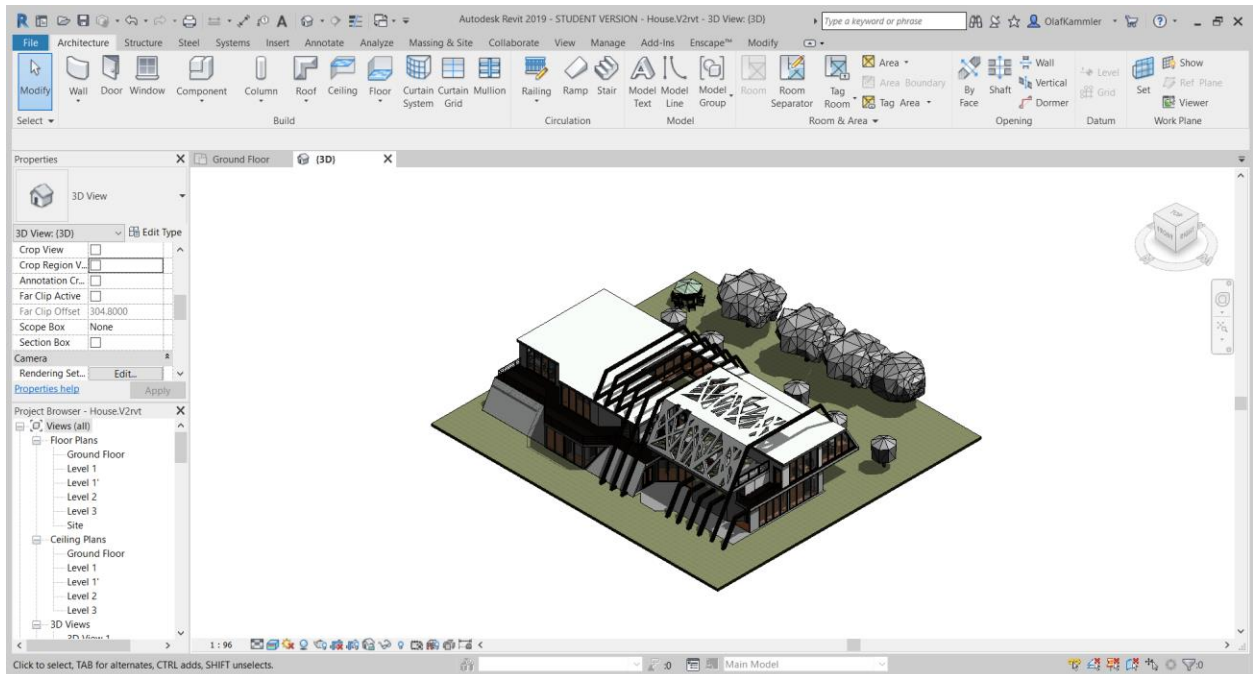 Autodesk Revit 2019 - STUDENT VERSION - House.V2rvt - 3D View: {3D}
Type a keyword or phrase
OlafKammler
File Architecture Structure Steel Systems Insert Annotate Analyze Massing & Site Collaborate View Manage Add-Ins Enscape™ Modify
Modify
Wall Door Window Component Column Roof Ceiling Floor Curtain System Curtain Grid Mullion
Railing Ramp Stair
Model Text Model Line Model Group
Room Room Separator Tag Room
Area
Area Boundary
Tag Area
By Face Shaft Wall
Vertical
Dormer
Level
Grid
Set Show
Ref Plane
Viewer
Select Build Circulation Model Room & Area Opening Datum Work Plane
Properties
Ground Floor {3D}
3D View
3D View: {3D} Edit Type
Crop View
Crop Region V...
Annotation Cr...
Far Clip Active
Far Clip Offset 304.8000
Scope Box None
Section Box
Camera
Rendering Set... Edit...
Properties help Apply
Project Browser - House.V2rvt
Views (all)
Floor Plans
Ground Floor
Level 1
Level 1'
Level 2
Level 3
Site
Ceiling Plans
Ground Floor
Level 1
Level 1'
Level 2
Level 3
3D Views
3D View 1
TOP
FRONT RIGHT
1 : 96
Click to select, TAB for alternates, CTRL adds, SHIFT unselects.
:0 Main Model :0